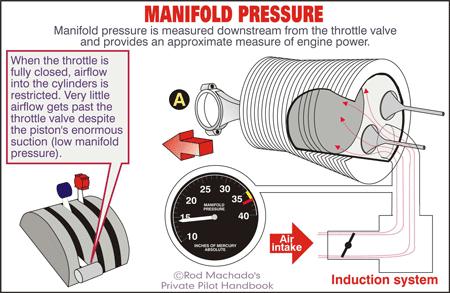 MANIFOLD PRESSURE
Manifold pressure is measured downstream from the throttle valve
and provides an approximate measure of engine power.
When the throttle is
fully closed, airflow
into the cylinders is
restricted. Very little
airflow gets past the
throttle valve despite
the piston's enormous
suction (low manifold
pressure).
A
10
15
20
25
30
35
40
MANIFOLD
PRESSURE
INCHES OF MERCURY
ABSOLUTE
Air
Intake
Induction system
©Rod Machado's
Private Pilot Handbook